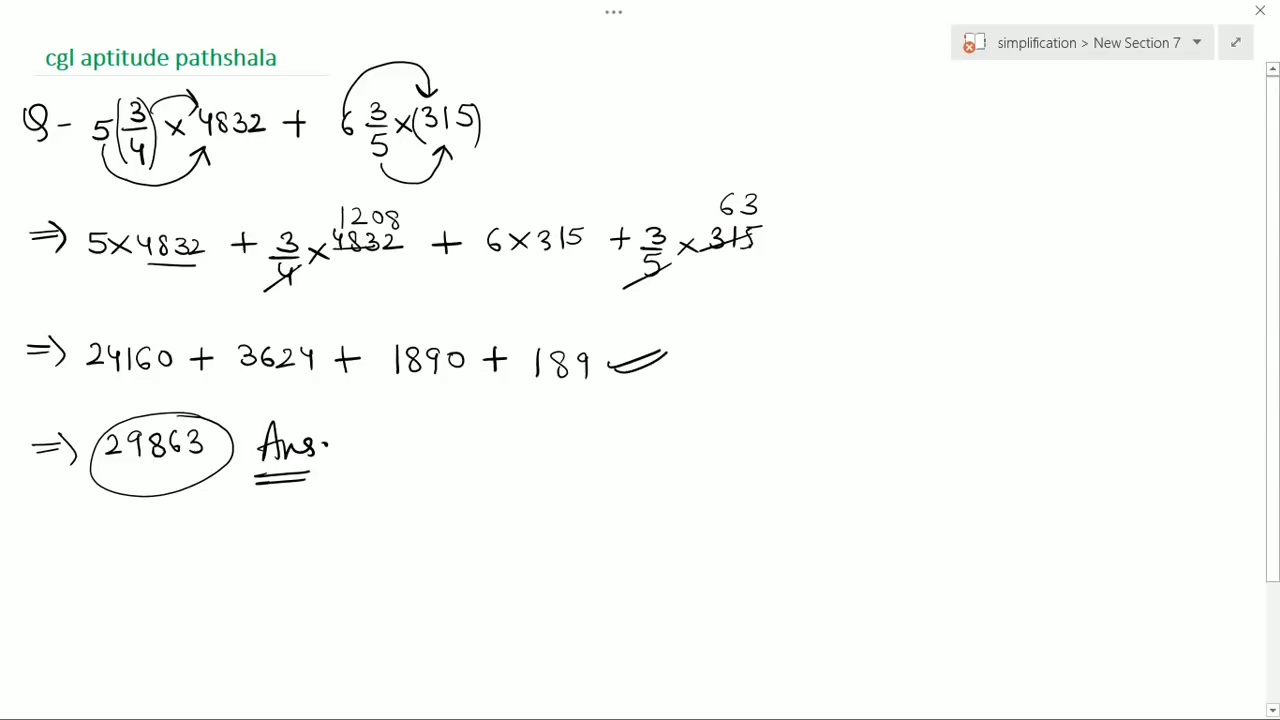 simplification > New Section 7
cgl aptitude pathshala
Q - 5(3/4) × 4832 + 6 3/5 × (315)
1208 63
⇒ 5 × 4832 + 3/4 × 4832 + 6 × 315 + 3/5 × 315
⇒ 24160 + 3624 + 1890 + 189
⇒ 29863 Ans.